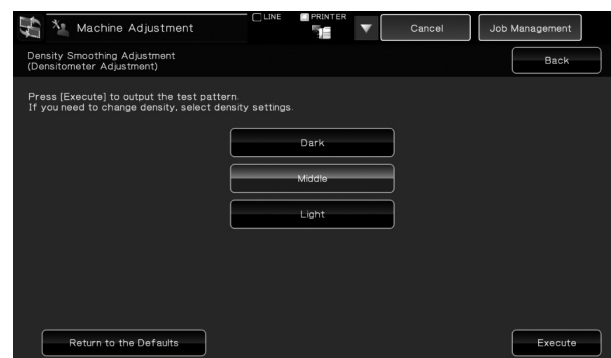 Machine Adjustment
LINE
PRINTER
Cancel
Job Management
Density Smoothing Adjustment
(Densitometer Adjustment)
Back
Press [Execute] to output the test pattern.
If you need to change density, select density settings.
Dark
Middle
Light
Return to the Defaults
Execute